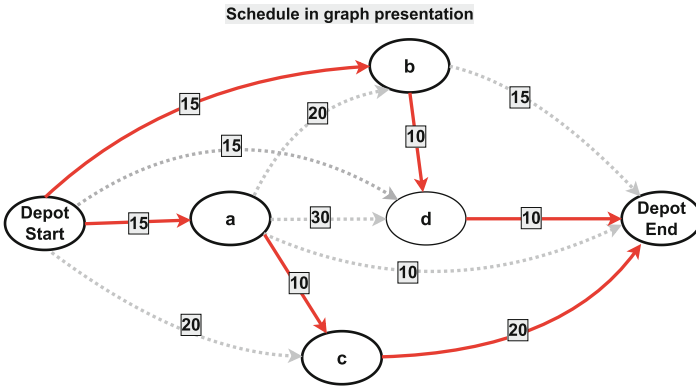 Schedule in graph presentation
b
15
20
15
10
15
Depot
Start
15
a
30
d
10
Depot
End
10
10
20
c
20